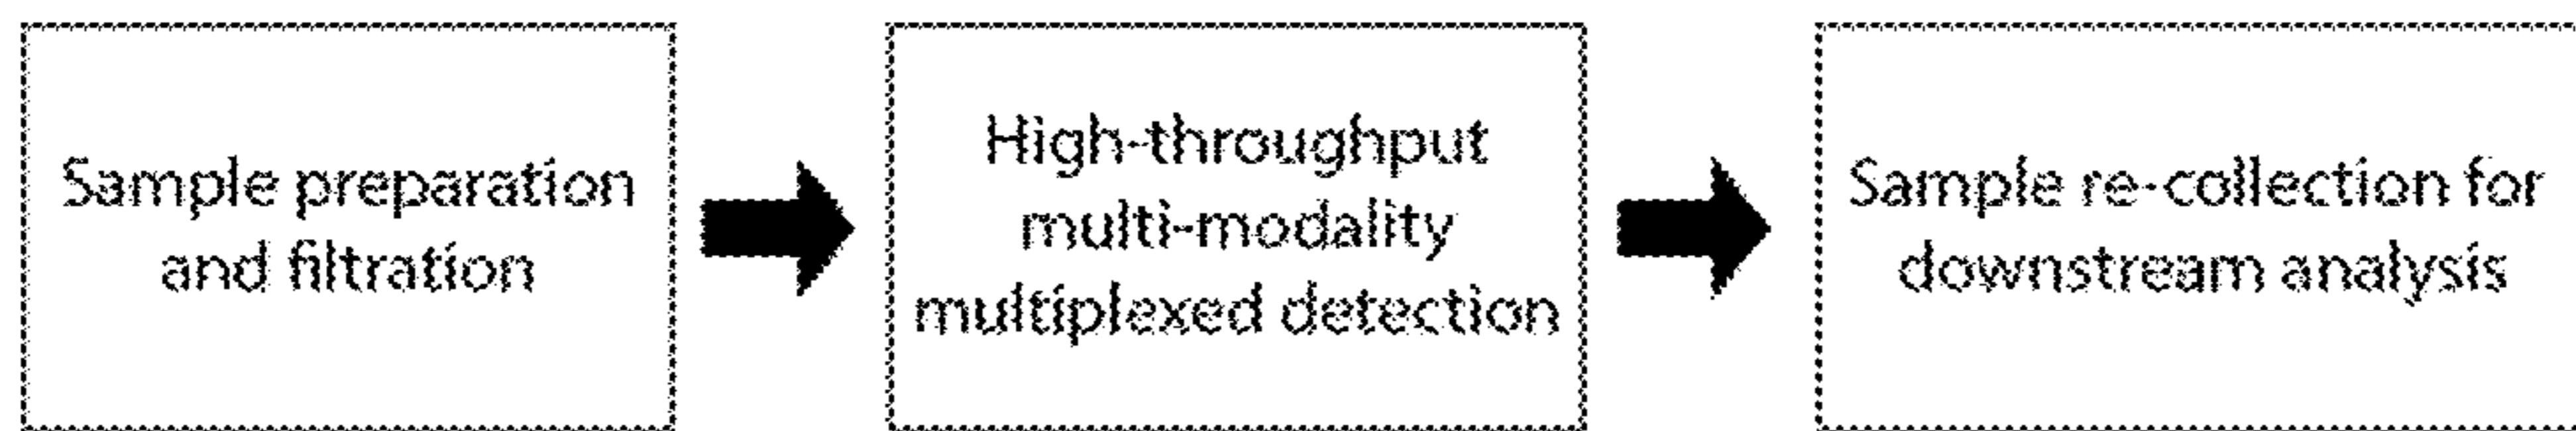 Sample preparation
and filtration
High-throughput
multi-modality
multiplexed detection
Sample re-collection for
downstream analysis